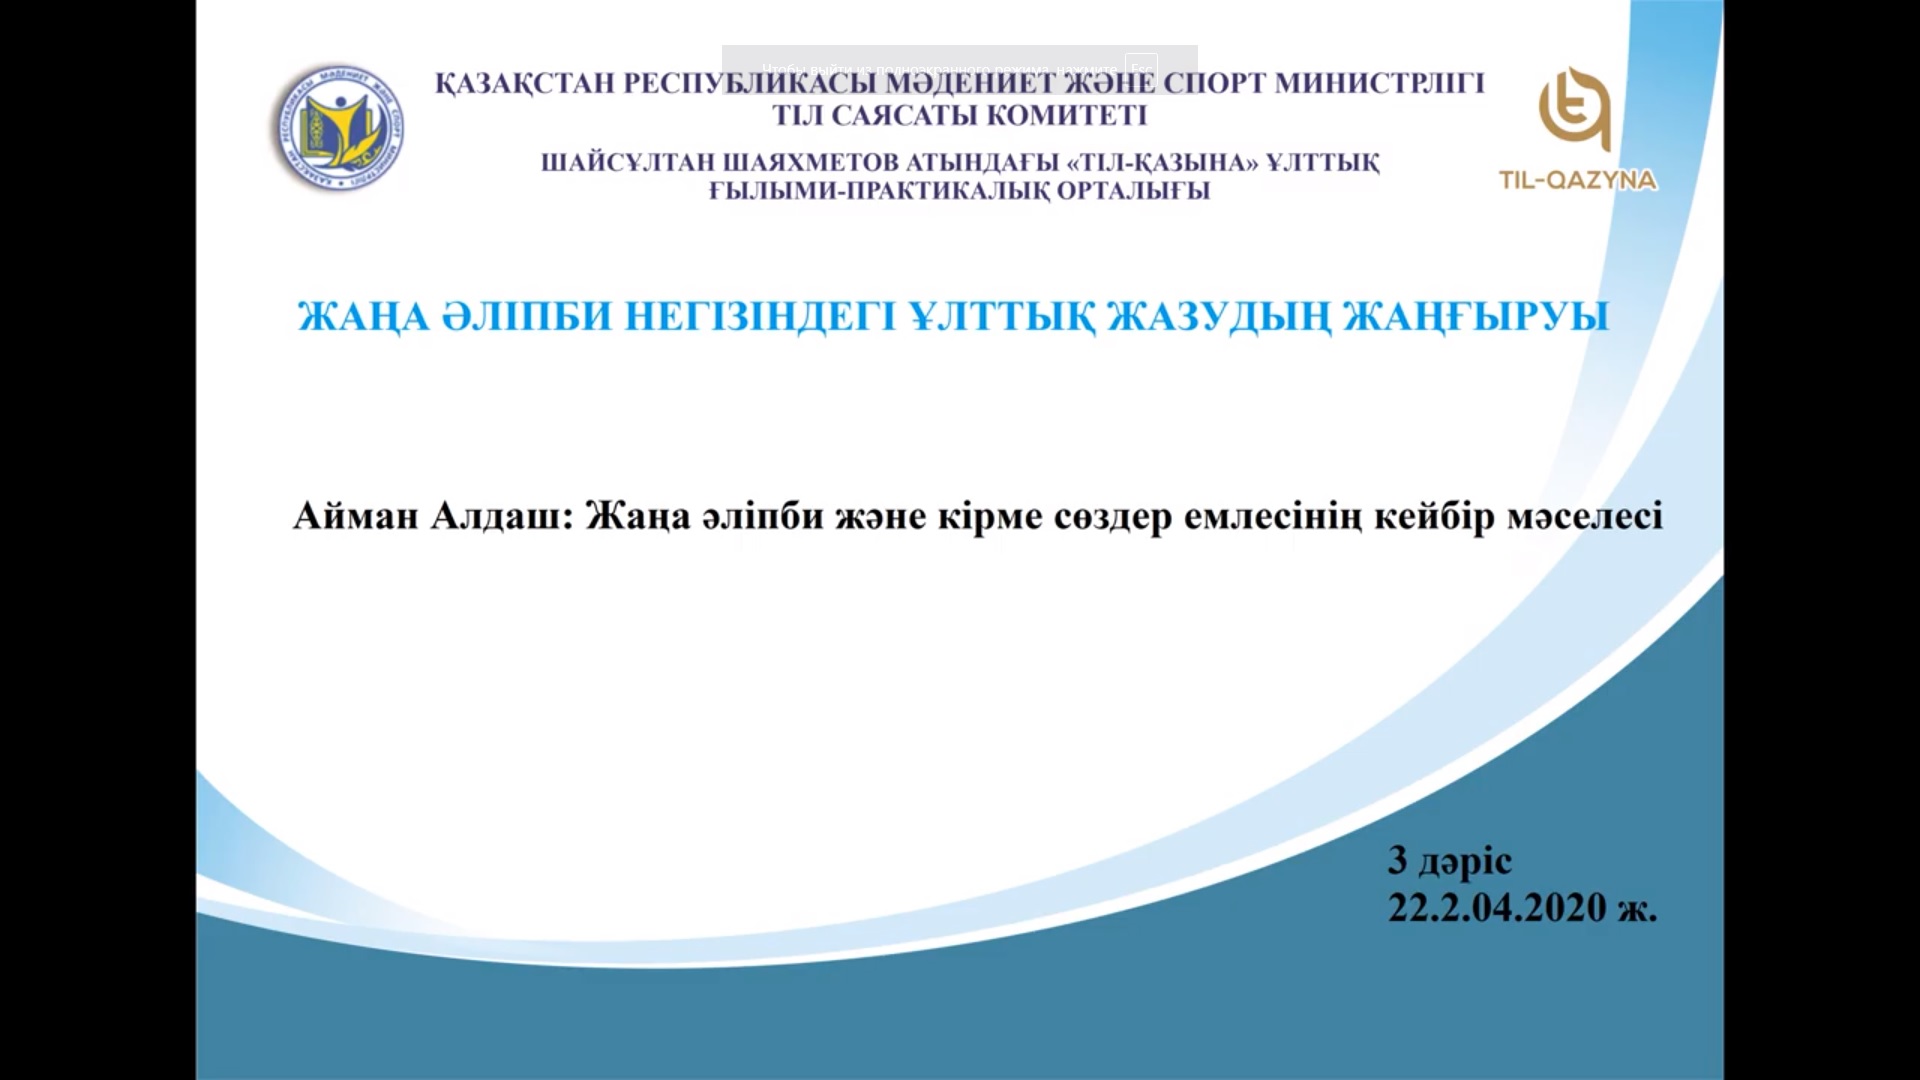 Чтобы выйти из полноэкранного режима, нажмите Esc
ҚАЗАҚСТАН РЕСПУБЛИКАСЫ МӘДЕНИЕТ ЖӘНЕ СПОРТ МИНИСТРЛІГІ
ТІЛ САЯСАТЫ КОМИТЕТІ
ШАЙСҰЛТАН ШАЯХМЕТОВ АТЫНДАҒЫ «ТІЛ-ҚАЗЫНА» ҰЛТТЫҚ
ҒЫЛЫМИ-ПРАКТИКАЛЫҚ ОРТАЛЫҒЫ
TIL-QAZYNA
ЖАҢА ӘЛІПБИ НЕГІЗІНДЕГІ ҰЛТТЫҚ ЖАЗУДЫҢ ЖАҢҒЫРУЫ
Айман Алдаш: Жаңа әліпби және кірме сөздер емлесінің кейбір мәселесі
3 дәріс
22.2.04.2020 ж.